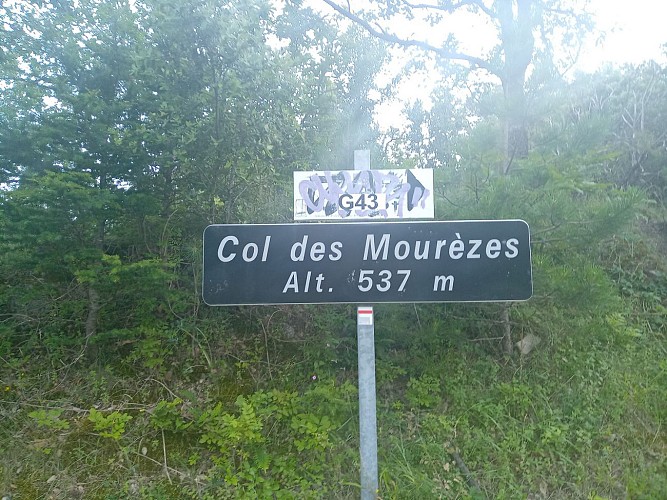 G43
Col des Mourèzes
Alt. 537 m